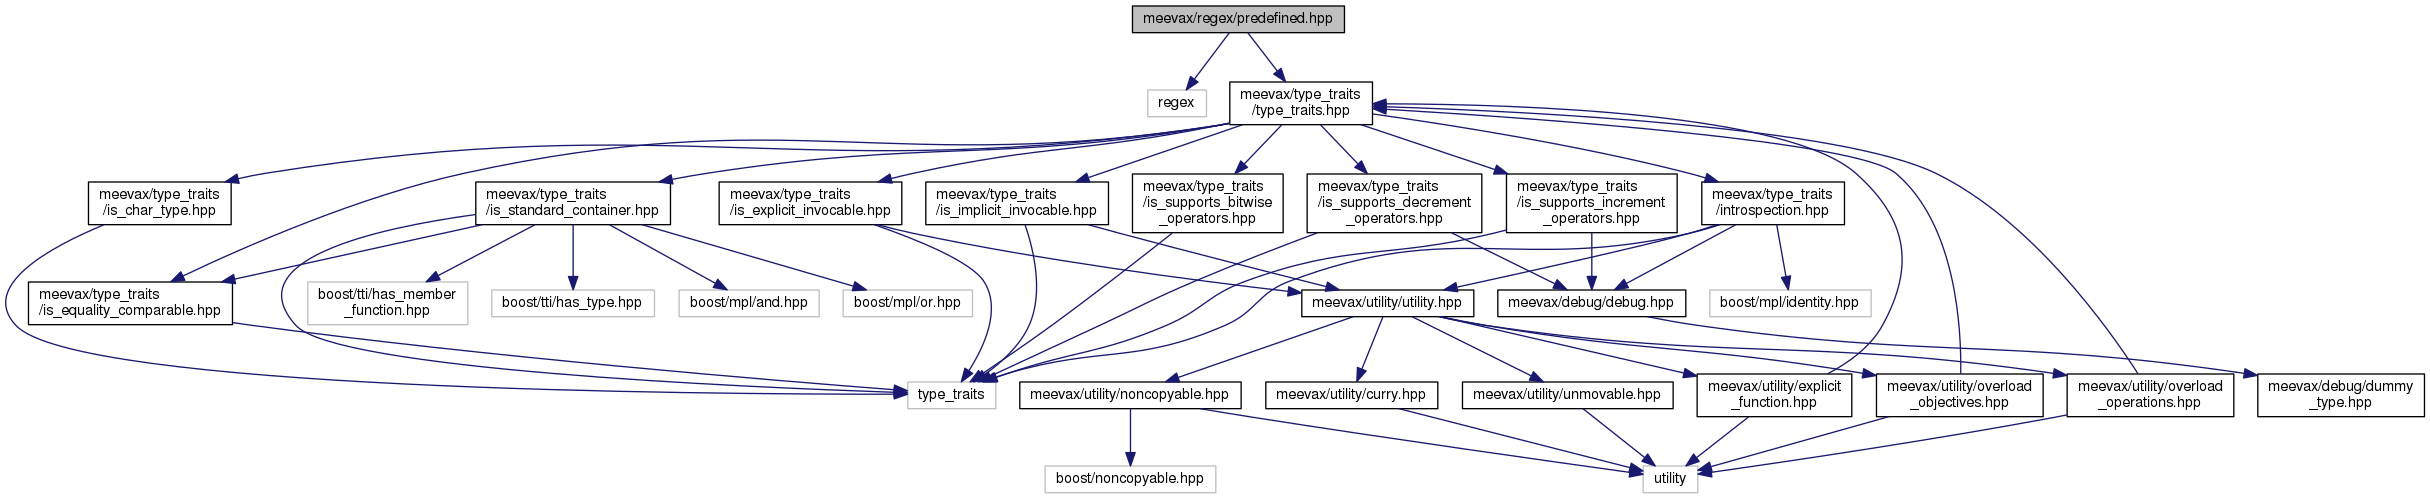 meevax/regex/predefined.hpp
regex
meevax/type_traits
/type_traits.hpp
meevax/type_traits
/is_char_type.hpp
meevax/type_traits
/is_standard_container.hpp
meevax/type_traits
/is_explicit_invocable.hpp
meevax/type_traits
/is_implicit_invocable.hpp
meevax/type_traits
/is_supports_bitwise
_operators.hpp
meevax/type_traits
/is_supports_decrement
_operators.hpp
meevax/type_traits
/is_supports_increment
_operators.hpp
meevax/type_traits
/introspection.hpp
meevax/type_traits
/is_equality_comparable.hpp
boost/tti/has_member
_function.hpp
boost/tti/has_type.hpp
boost/mpl/and.hpp
boost/mpl/or.hpp
meevax/utility/utility.hpp
meevax/debug/debug.hpp
boost/mpl/identity.hpp
type_traits
meevax/utility/noncopyable.hpp
meevax/utility/curry.hpp
meevax/utility/unmovable.hpp
meevax/utility/explicit
_function.hpp
meevax/utility/overload
_objectives.hpp
meevax/utility/overload
_operations.hpp
meevax/debug/dummy
_type.hpp
boost/noncopyable.hpp
utility